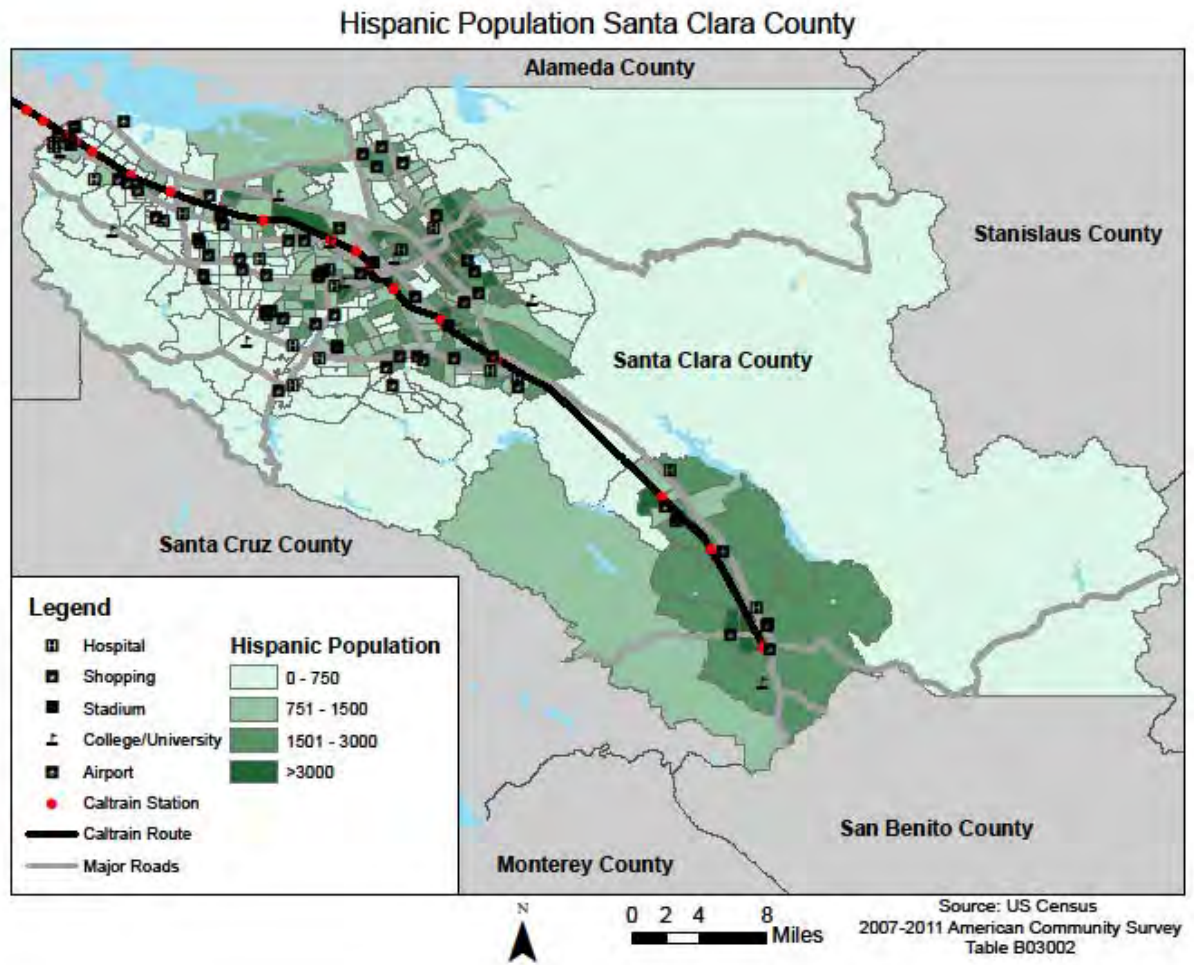 Hispanic Population Santa Clara County
Alameda County
Stanislaus County
Santa Clara County
Santa Cruz County
San Benito County
Monterey County
Legend
Hospital
Shopping
Stadium
College/University
Airport
Caltrain Station
Caltrain Route
Major Roads
Hispanic Population
0 - 750
751 - 1500
1501 - 3000
>3000
N
0 2 4 8
Miles
Source: US Census
2007-2011 American Community Survey
Table B03002